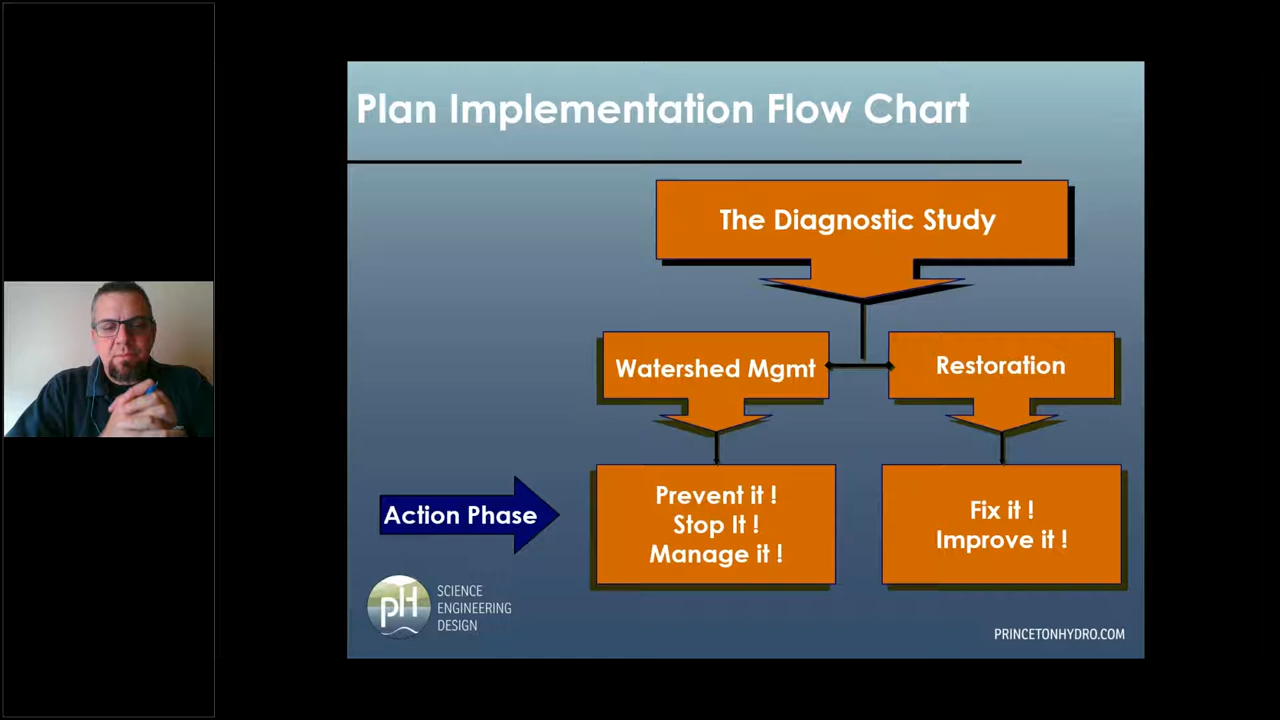 Plan Implementation Flow Chart
The Diagnostic Study
Watershed Mgmt
Restoration
Action Phase
Prevent it !
Stop It !
Manage it !
Fix it !
Improve it !
pH
SCIENCE
ENGINEERING
DESIGN
PRINCETONHYDRO.COM